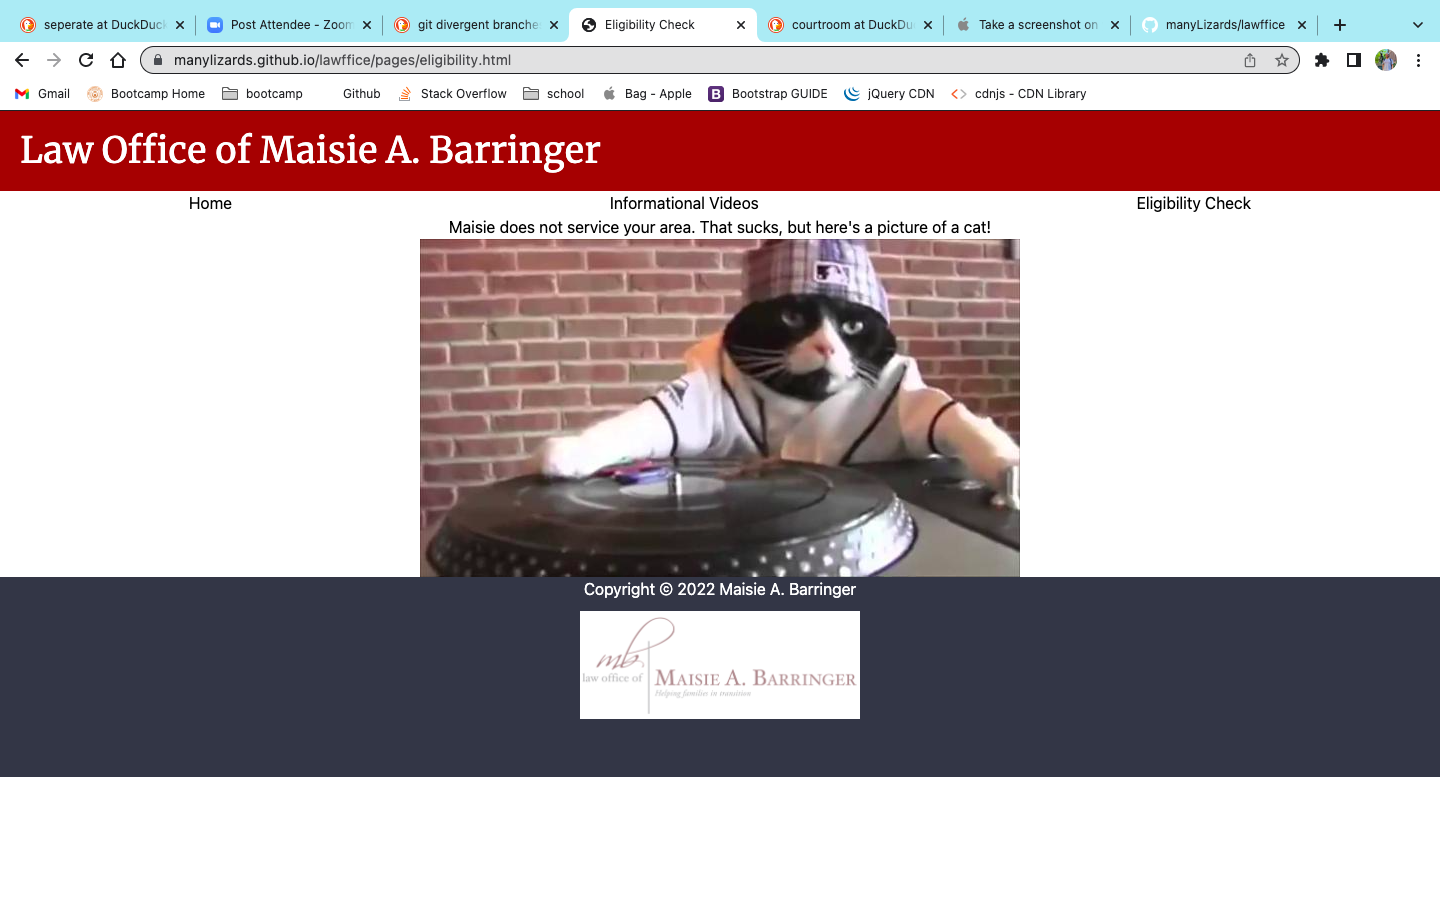 seperate at DuckDuck
Post Attendee - Zoom
git divergent branche
Eligibility Check
courtroom at DuckDu
Take a screenshot on
manyLizards/lawffice
manylizards.github.io/lawffice/pages/eligibility.html
Gmail
Bootcamp Home
bootcamp
Github
Stack Overflow
school
Bag - Apple
B
Bootstrap GUIDE
jQuery CDN
cdnjs - CDN Library
Law Office of Maisie A. Barringer
Home
Informational Videos
Eligibility Check
Maisie does not service your area. That sucks, but here's a picture of a cat!
Copyright © 2022 Maisie A. Barringer
mb
law office of
MAISIE A. BARRINGER
Helping families in transition